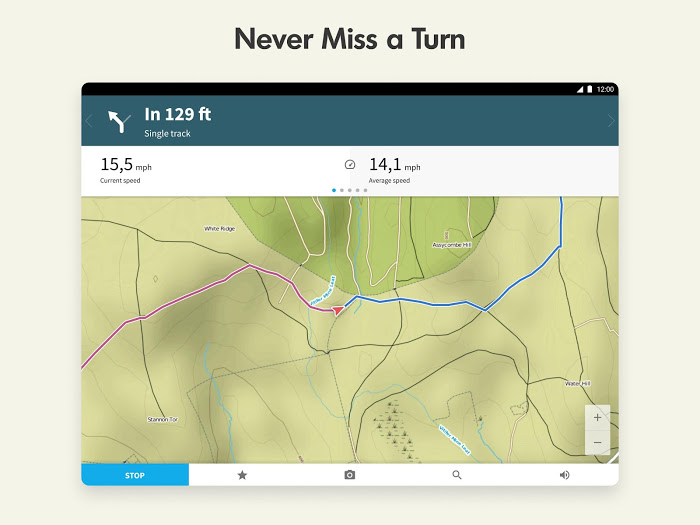 Never Miss a Turn
12:00
In 129 ft
Single track
15,5 mph
Current speed
14,1 mph
Average speed
White Ridge
Assycombe Hill
Water Hill
Stannon Tor
STOP